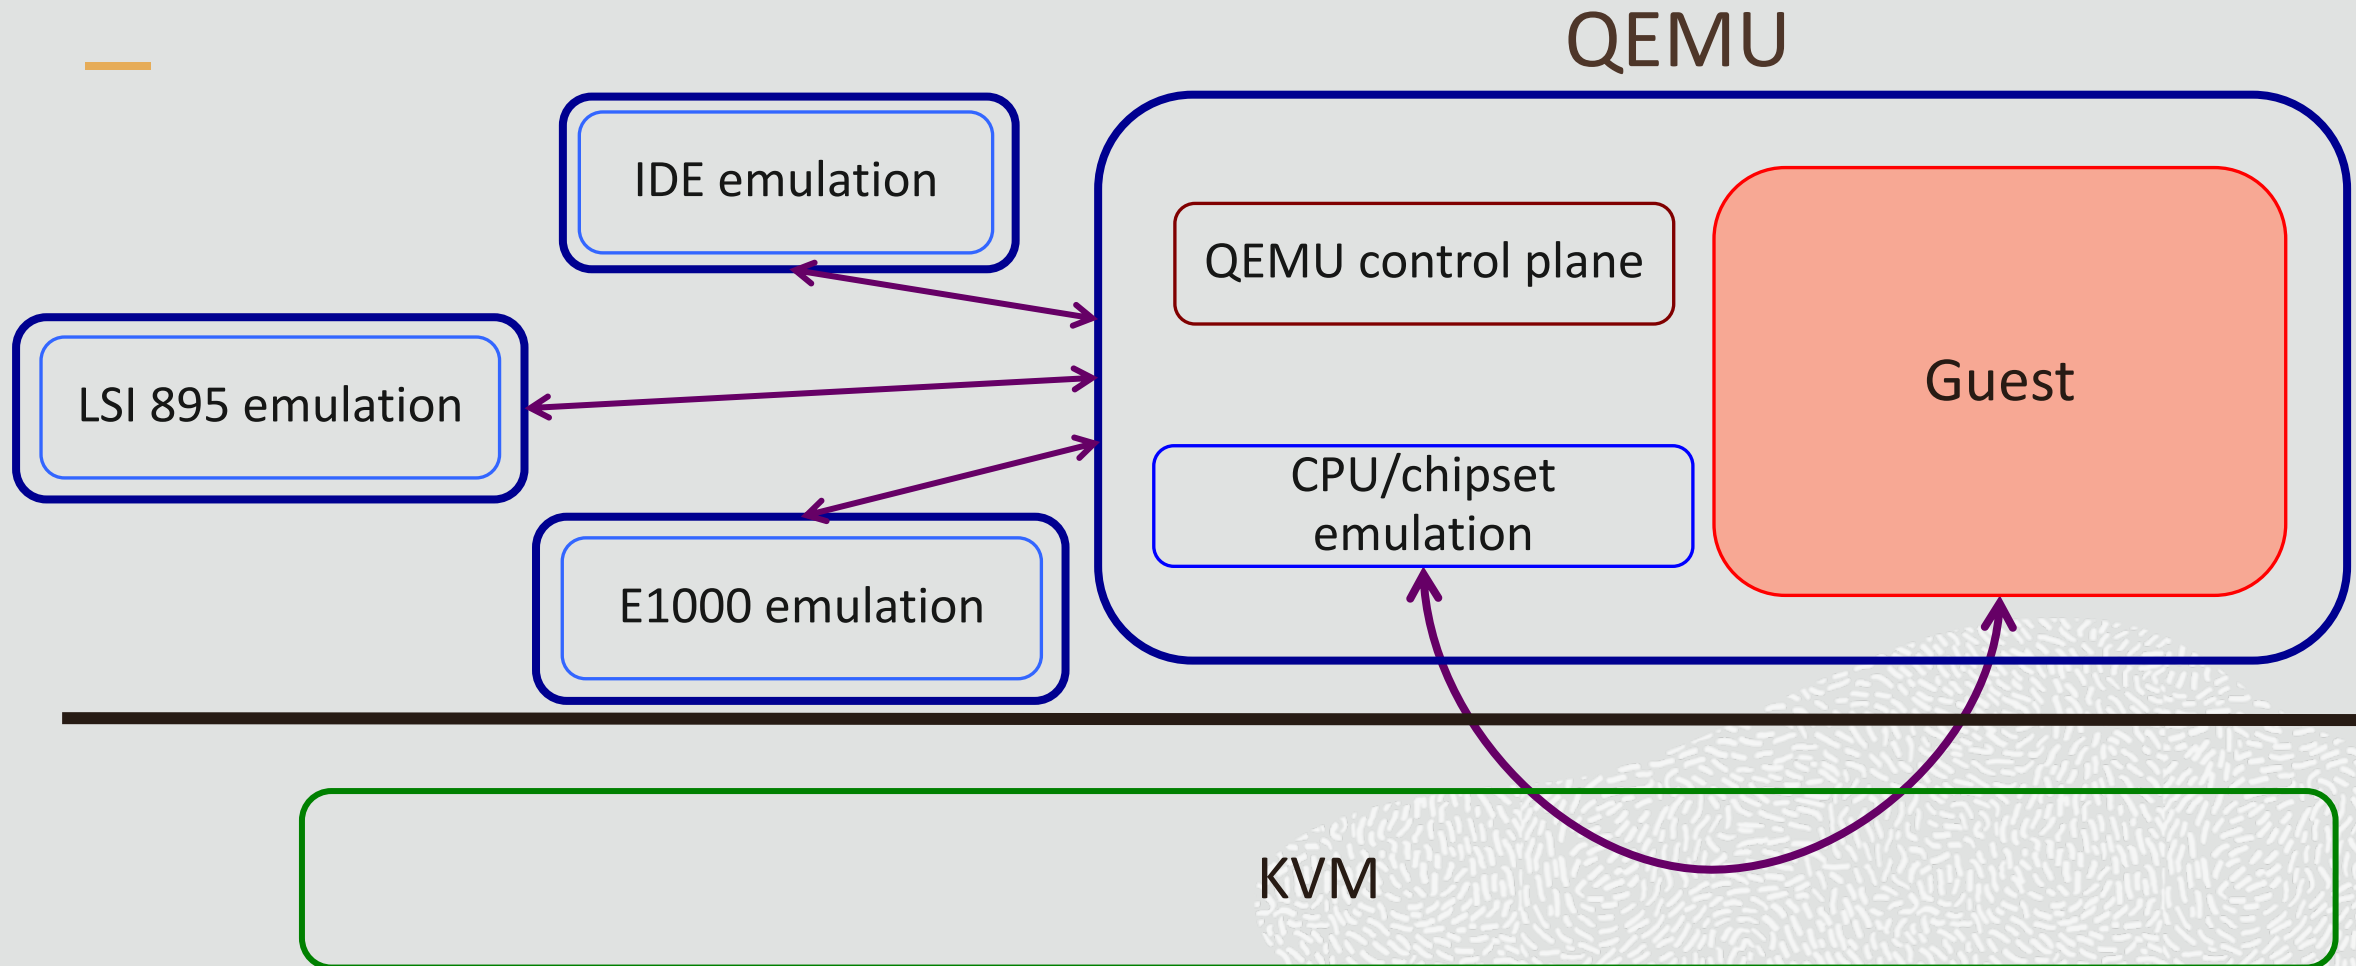 QEMU
IDE emulation
QEMU control plane
LSI 895 emulation
Guest
CPU/chipset
emulation
E1000 emulation
KVM